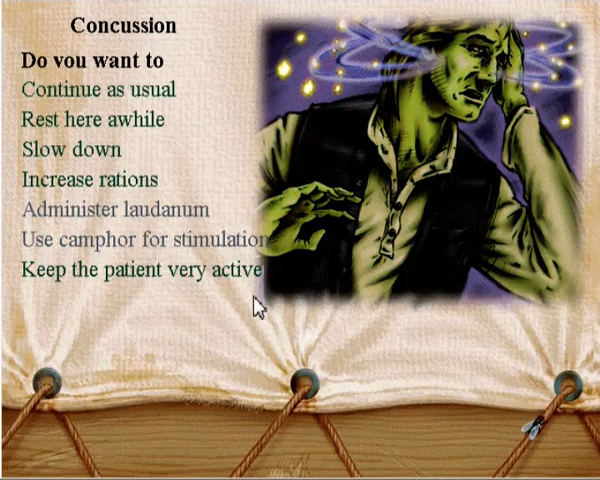 Concussion
Do you want to
Continue as usual
Rest here awhile
Slow down
Increase rations
Administer laudanum
Use camphor for stimulation
Keep the patient very active